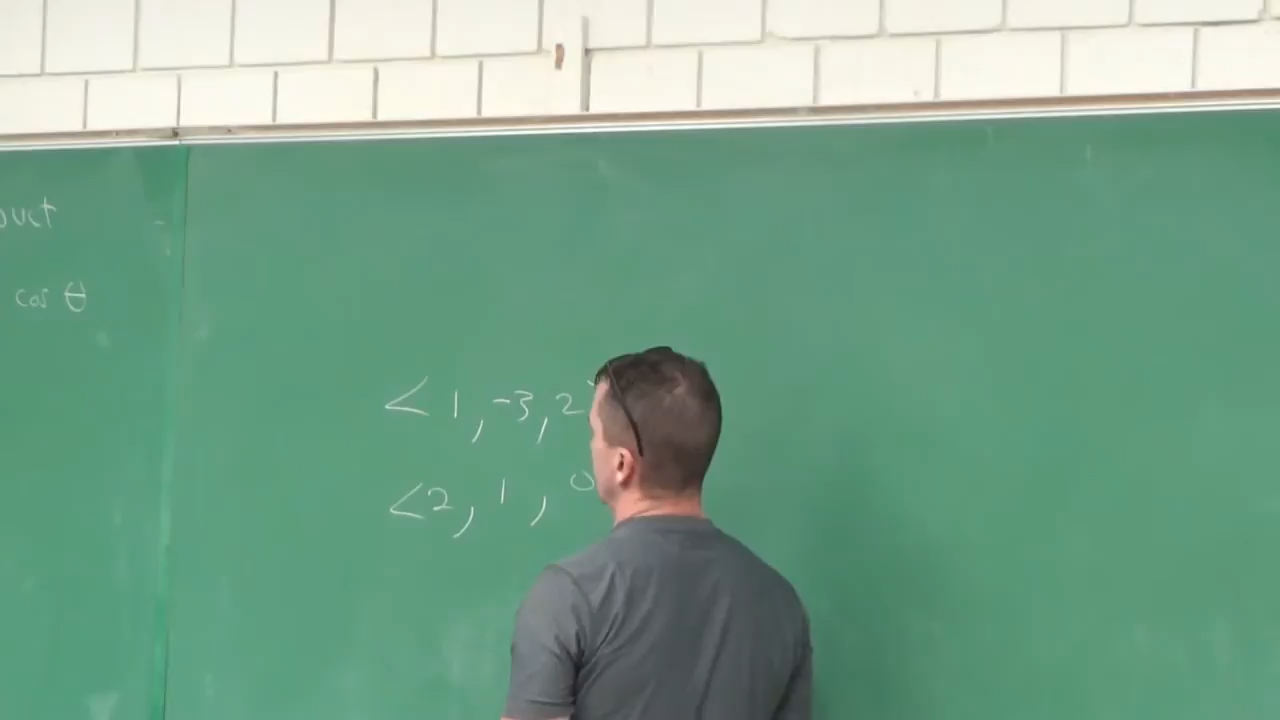 uct
cos θ
<1, -3, 2
<2, 1, 0